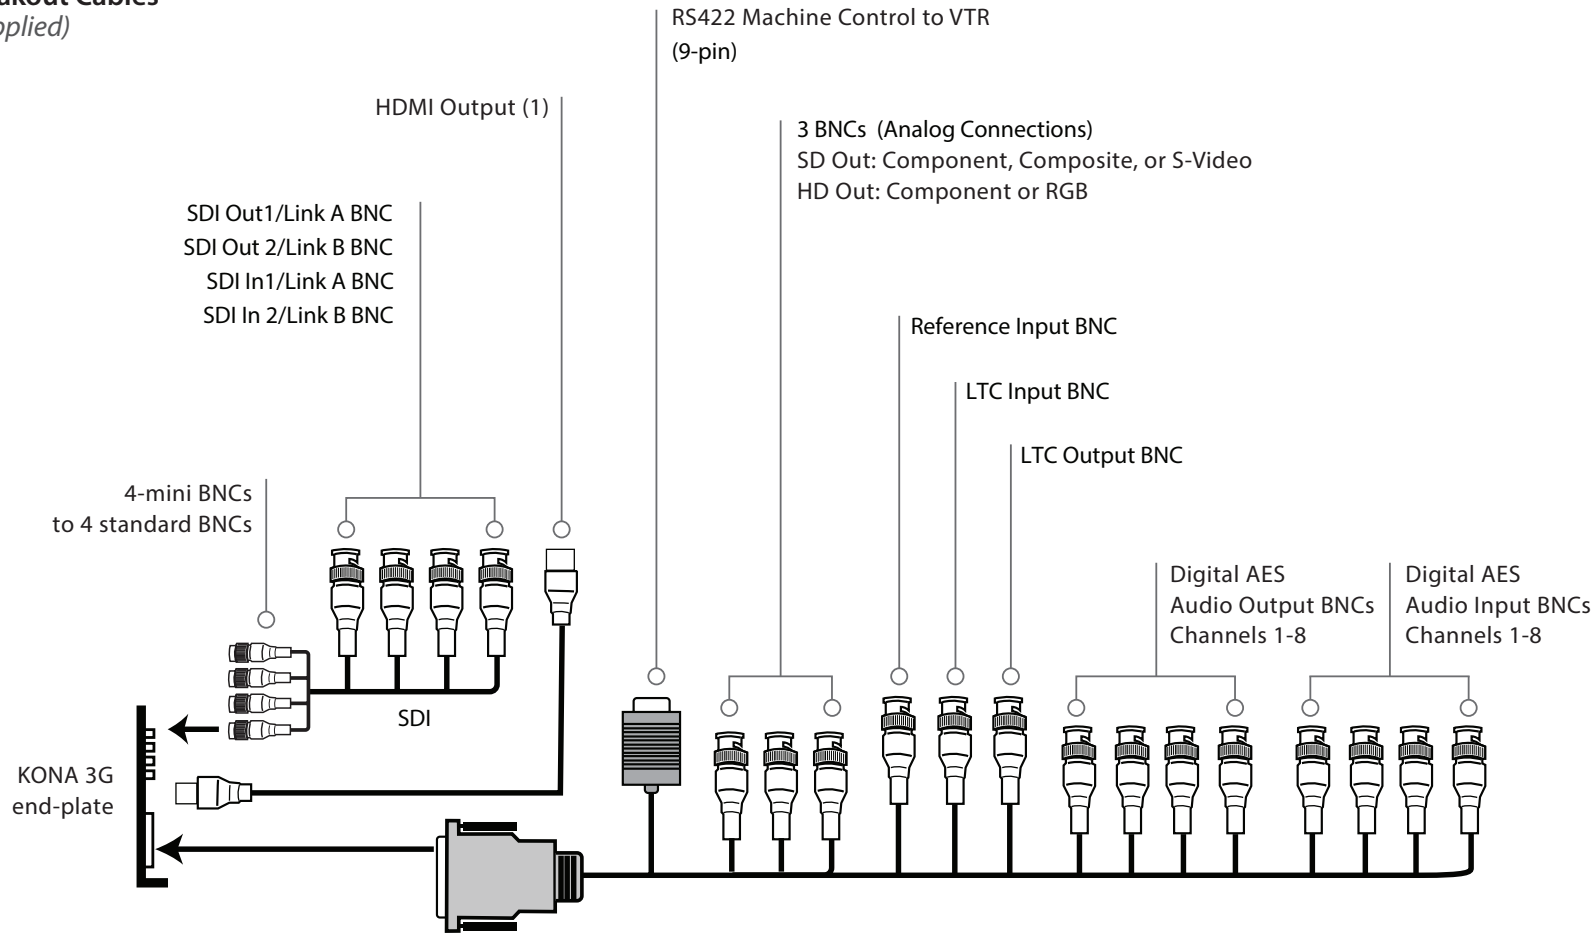 Cables
RS422 Machine Control to VTR
(9-pin)
HDMI Output (1)
3 BNCs (Analog Connections)
SD Out: Component, Composite, or S-Video
HD Out: Component or RGB
SDI Out1/Link A BNC
SDI Out 2/Link B BNC
SDI In1/Link A BNC
SDI In 2/Link B BNC
Reference Input BNC
LTC Input BNC
LTC Output BNC
4-mini BNCs
to 4 standard BNCs
Digital AES
Audio Output BNCs
Channels 1-8
Digital AES
Audio Input BNCs
Channels 1-8
SDI
KONA 3G
end-plate